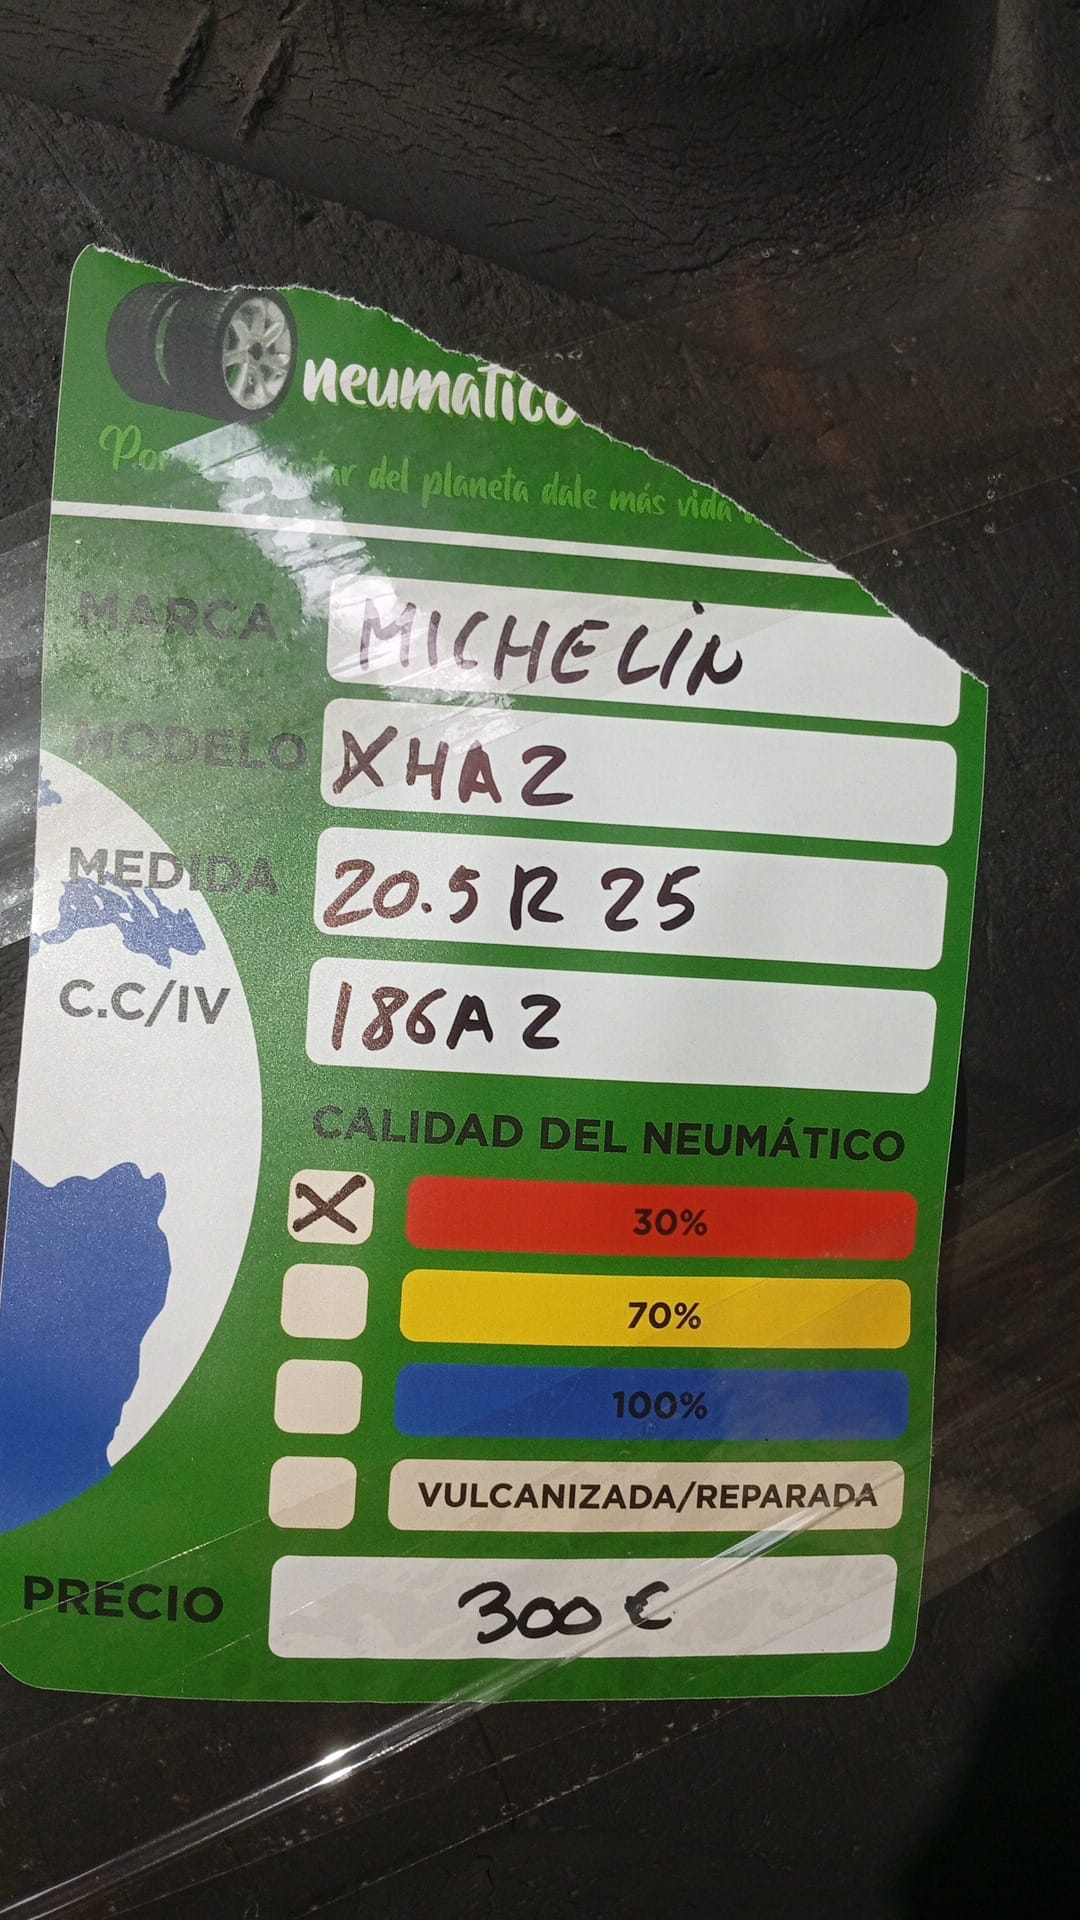 neumatico
Por el bienestar del planeta dale más vida
MARCA MICHELIN
MODELO XHA2
MEDIDA 20.5 R 25
C.C/IV 186A2
CALIDAD DEL NEUMÁTICO
X 30%
70%
100%
VULCANIZADA/REPARADA
PRECIO 300 €